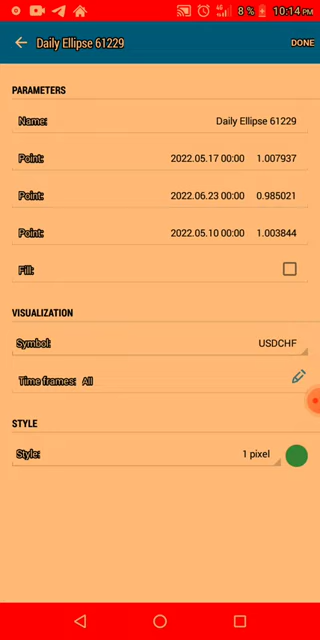 8 % 10:14 PM
Daily Ellipse 61229 DONE
PARAMETERS
Name: Daily Ellipse 61229
Point: 2022.05.17 00:00 1.007937
Point: 2022.06.23 00:00 0.985021
Point: 2022.05.10 00:00 1.003844
Fill:
VISUALIZATION
Symbol: USDCHF
Time frames: All
STYLE
Style: 1 pixel